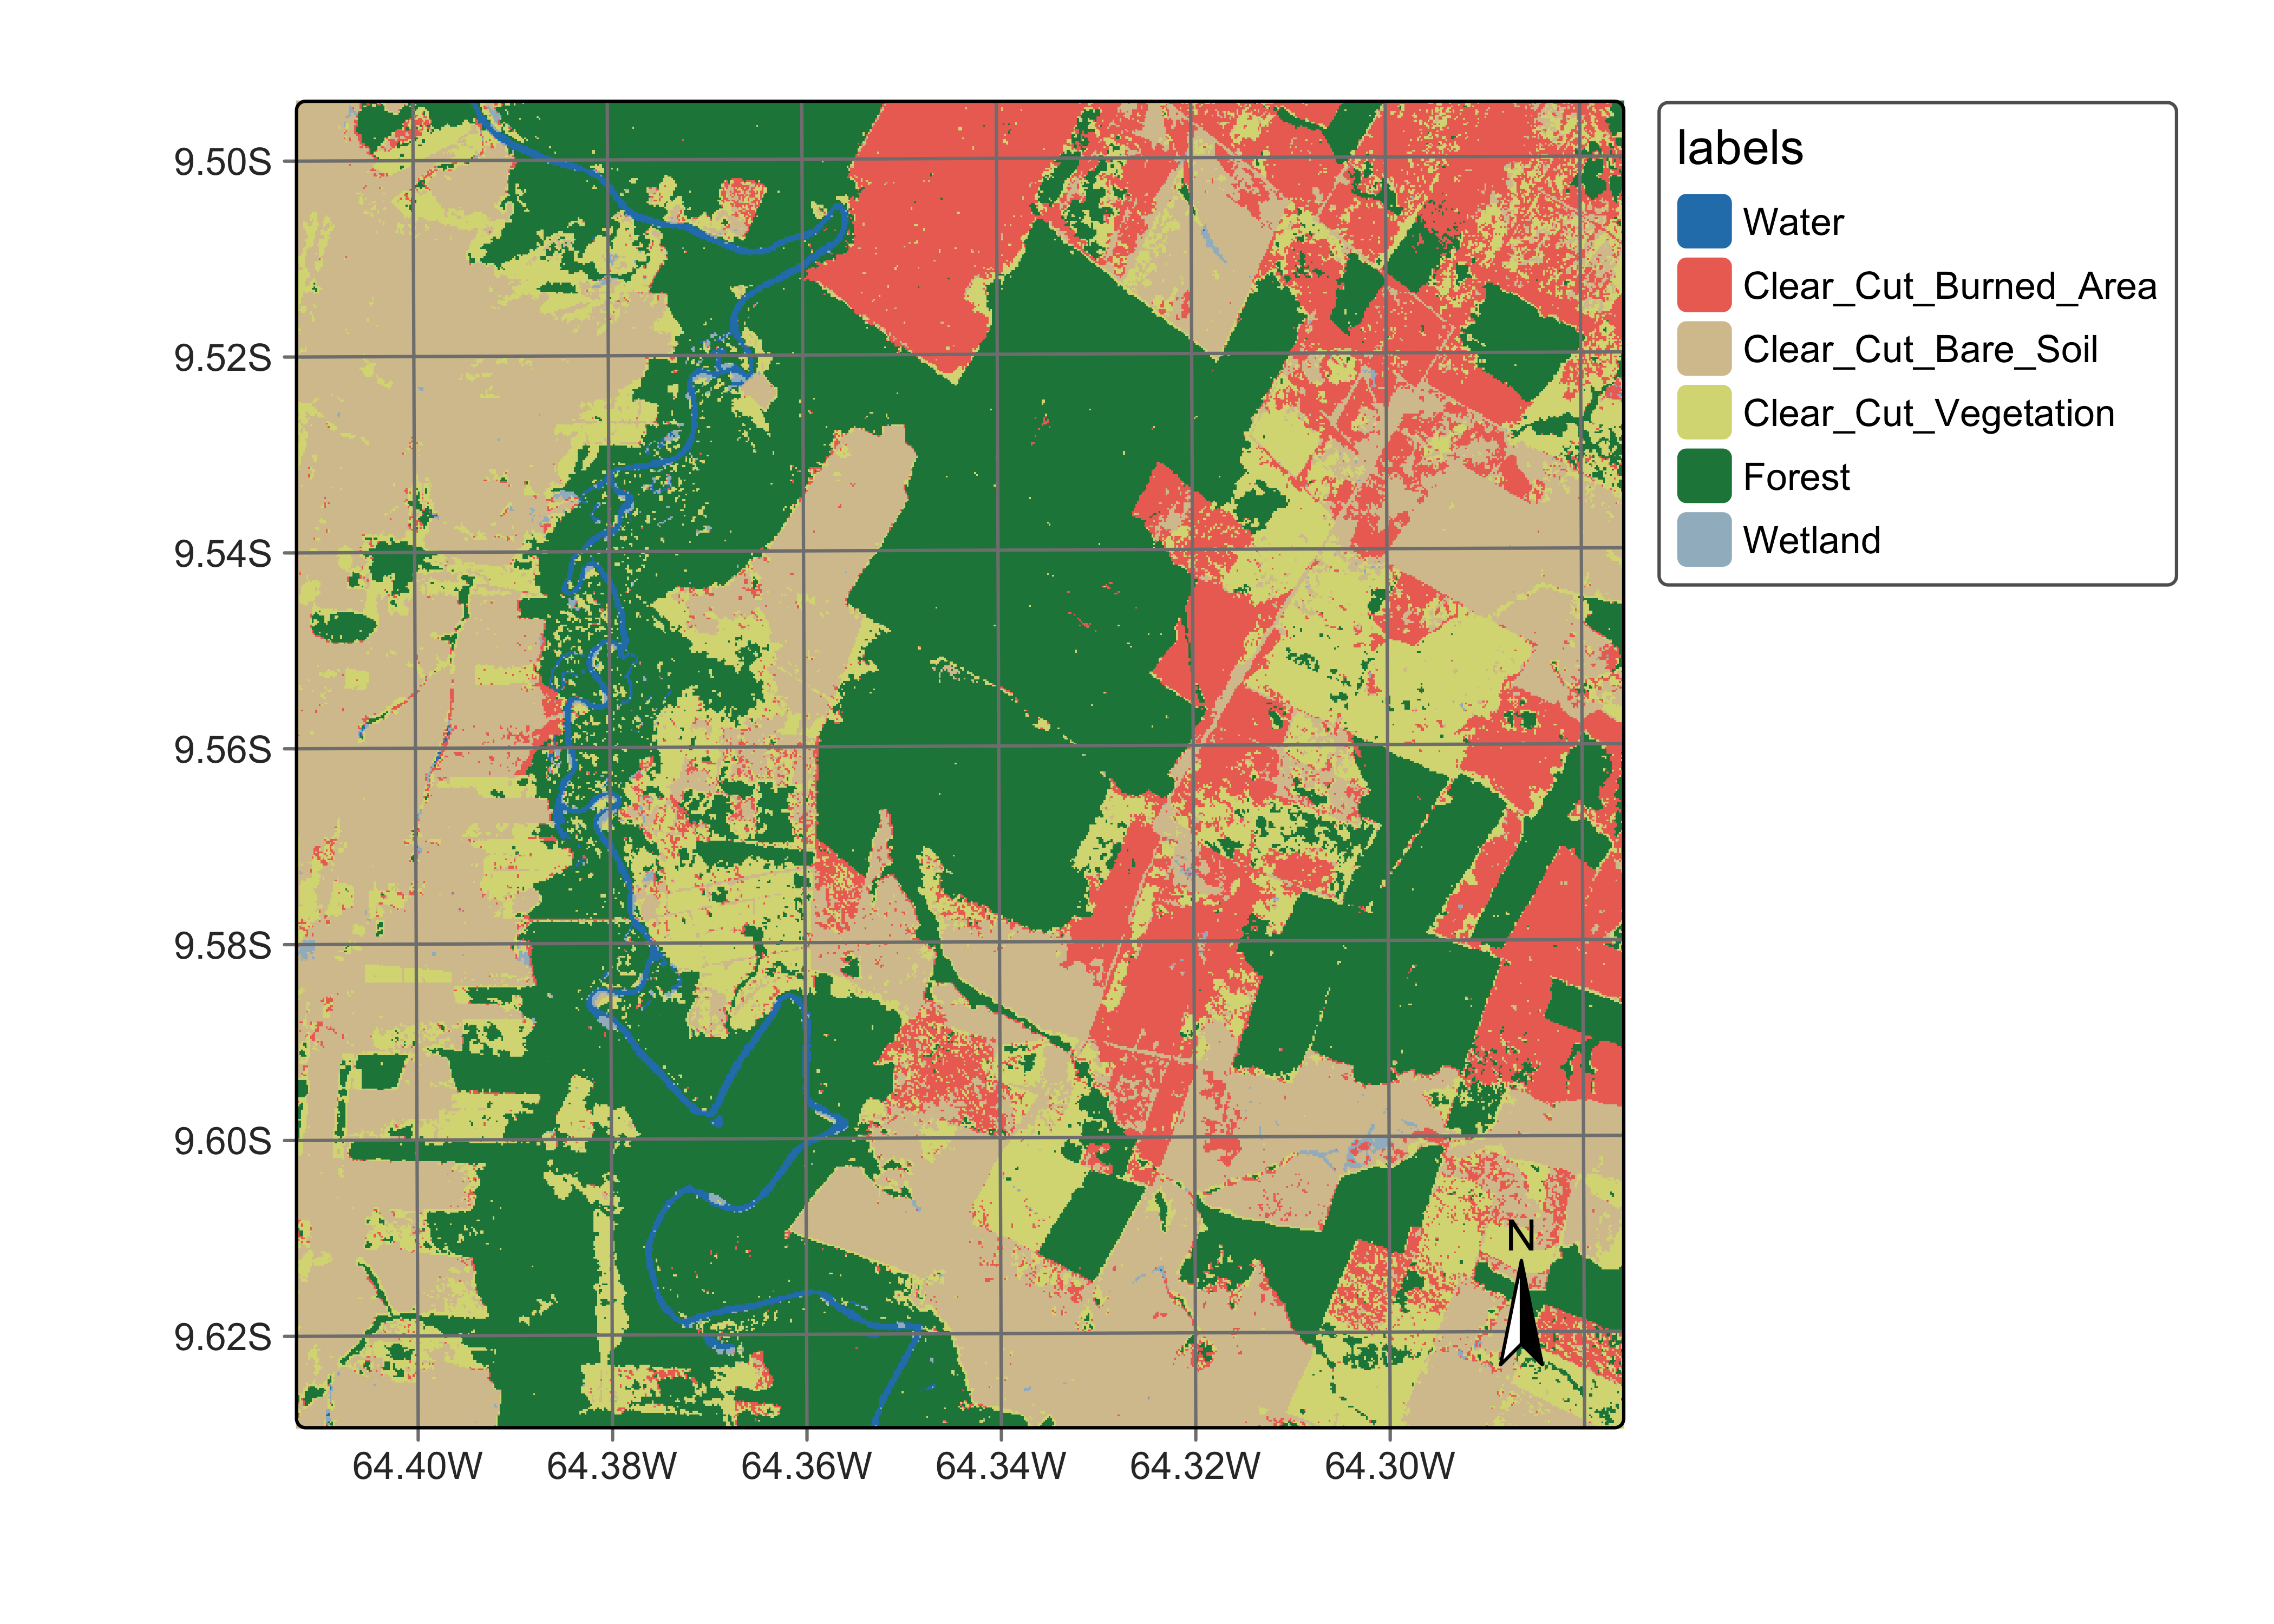 labels
Water
Clear_Cut_Burned_Area
Clear_Cut_Bare_Soil
Clear_Cut_Vegetation
Forest
Wetland
9.50S
9.52S
9.54S
9.56S
9.58S
9.60S
9.62S
N
64.40W 64.38W 64.36W 64.34W 64.32W 64.30W